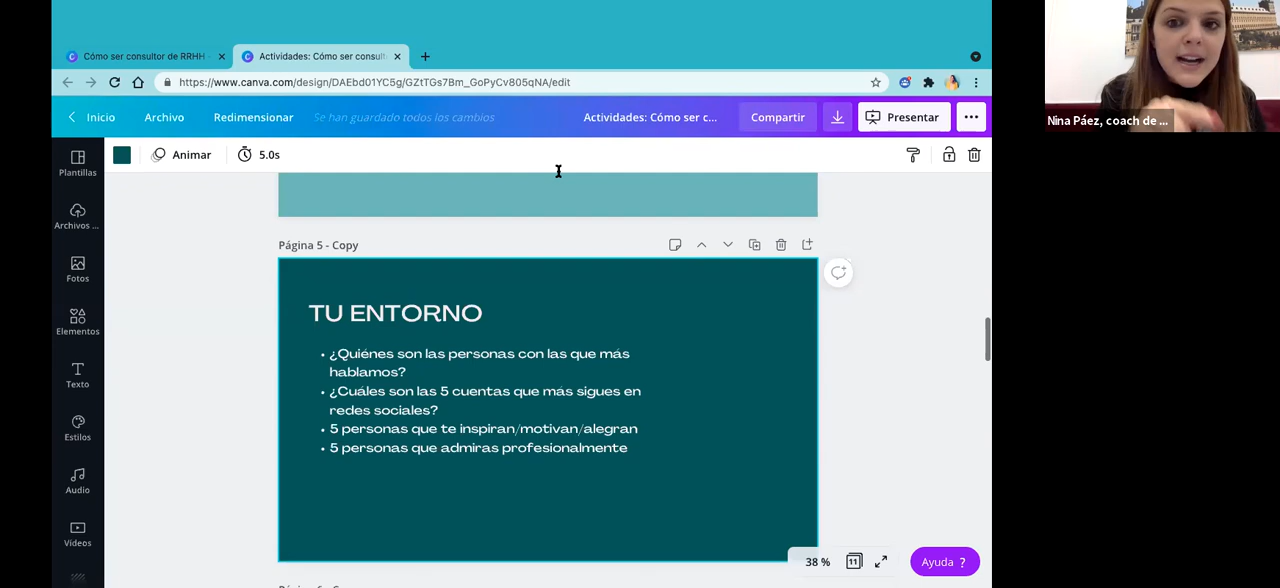 Cómo ser consultor de RRHH -
Actividades: Cómo ser consult
https://www.canva.com/design/DAEbd01YC5g/GZtTGs7Bm_GoPyCv805qNA/edit
Inicio
Archivo
Redimensionar
Se han guardado todos los cambios
Actividades: Cómo ser c...
Compartir
Presentar
Nina Páez, coach de ...
Animar
5.0s
Plantillas
Archivos ...
Fotos
Elementos
Texto
Estilos
Audio
Vídeos
Página 5 - Copy
TU ENTORNO
• ¿Quiénes son las personas con las que más
hablamos?
• ¿Cuáles son las 5 cuentas que más sigues en
redes sociales?
• 5 personas que te inspiran/motivan/alegran
• 5 personas que admiras profesionalmente
38 %
11
Ayuda ?